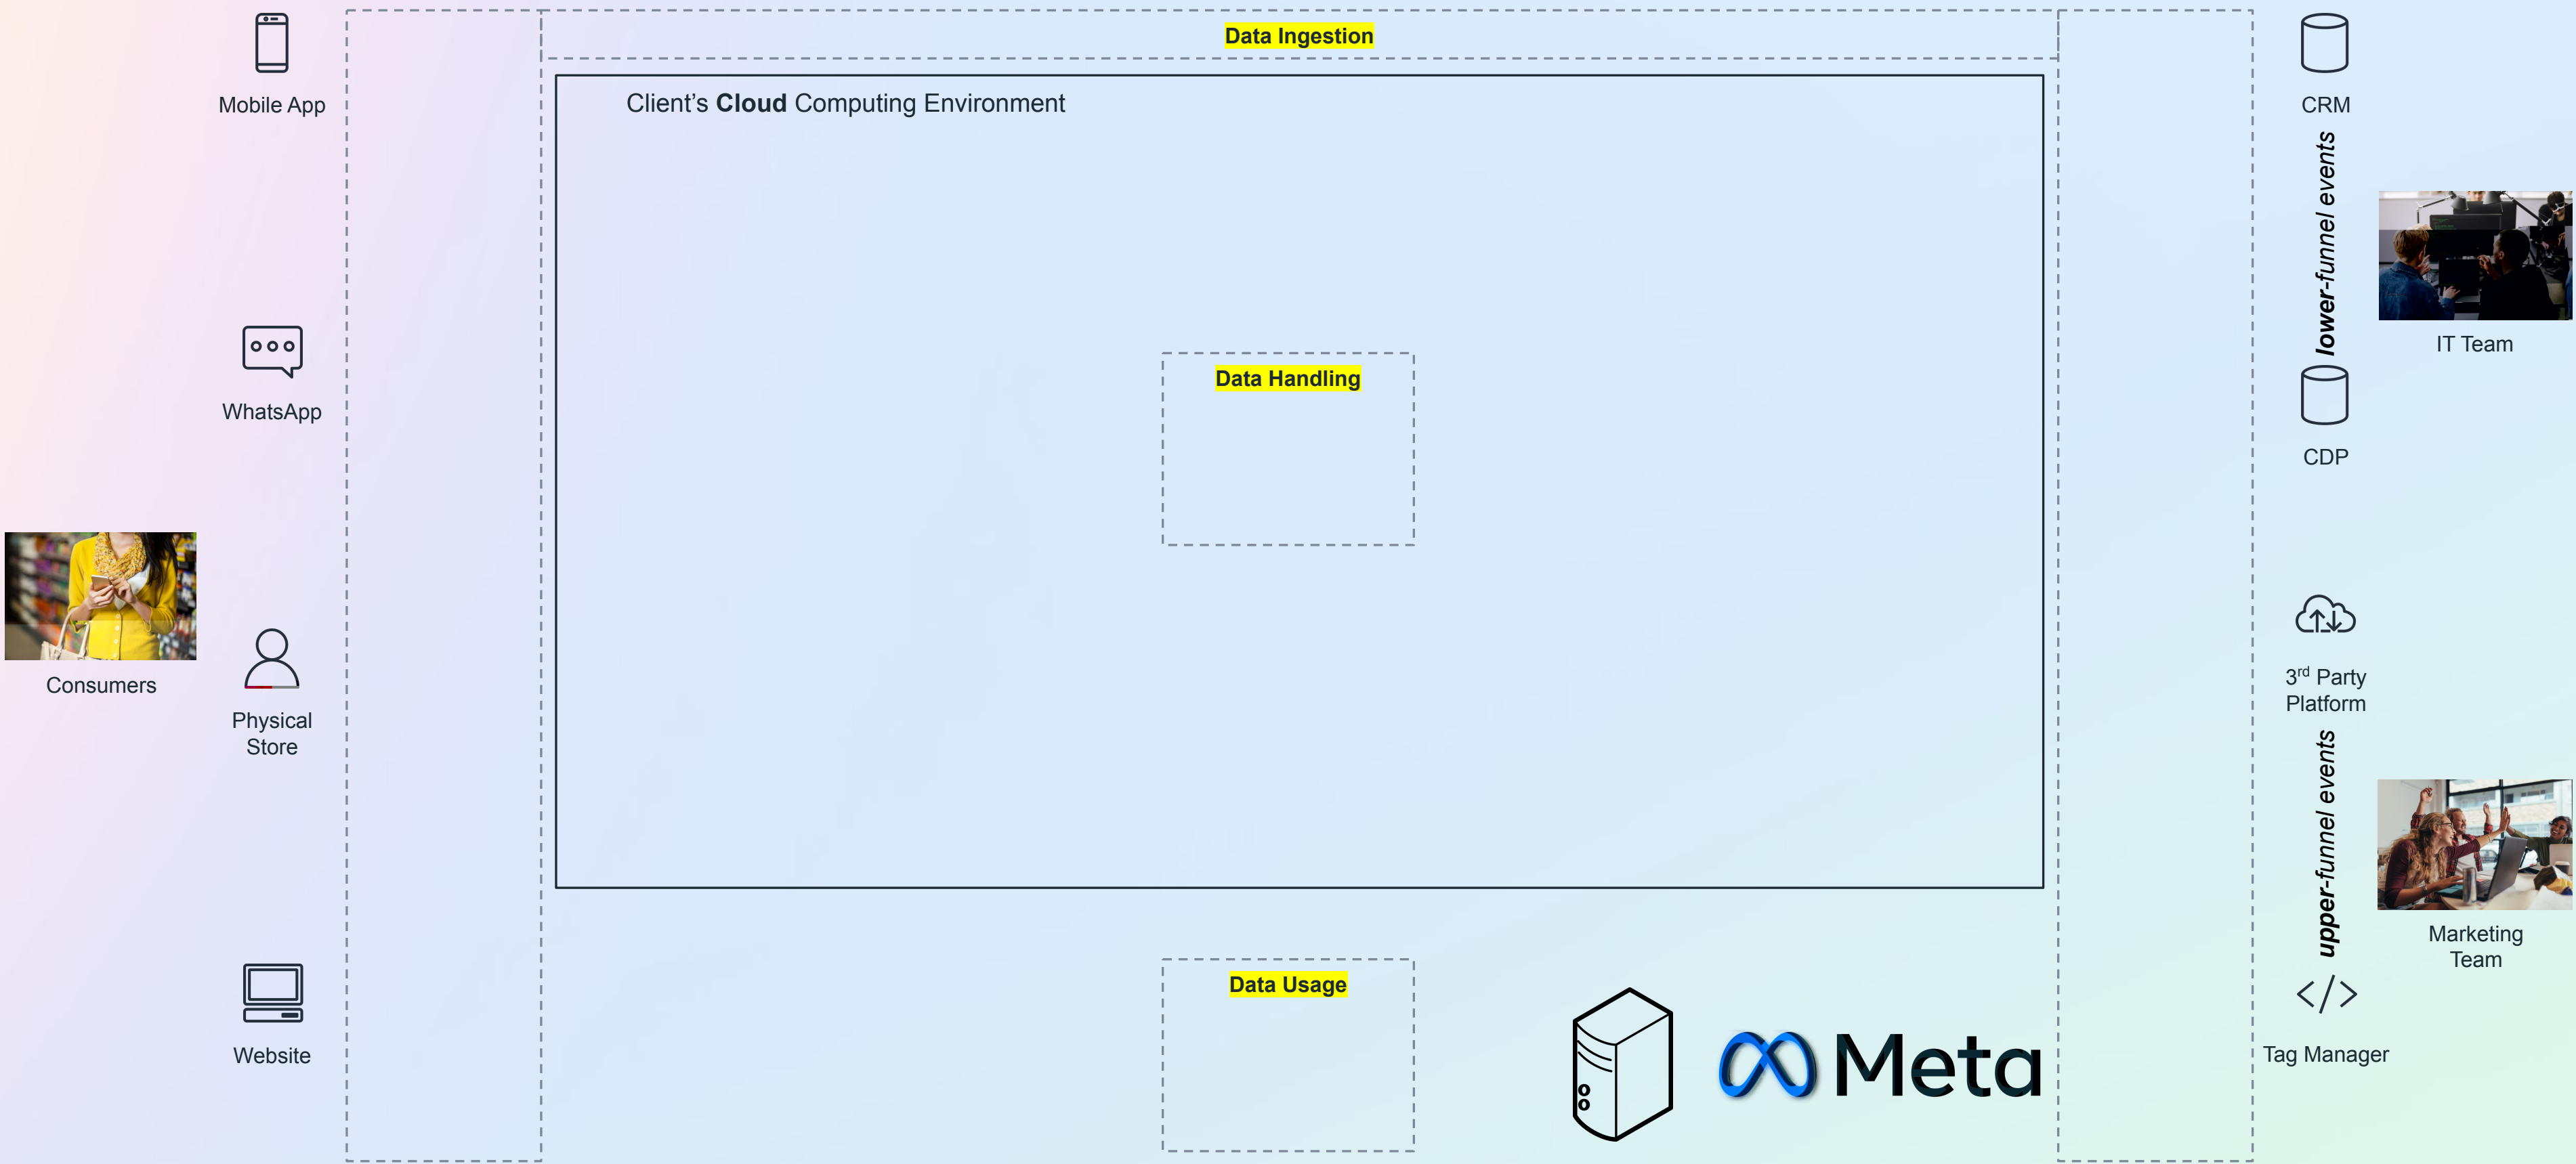 Data Ingestion
Mobile App
Client's Cloud Computing Environment
CRM
lower-funnel events
IT Team
WhatsApp
Data Handling
CDP
Consumers
Physical
Store
3rd Party
Platform
upper-funnel events
Marketing
Team
Website
Data Usage
Meta
Tag Manager